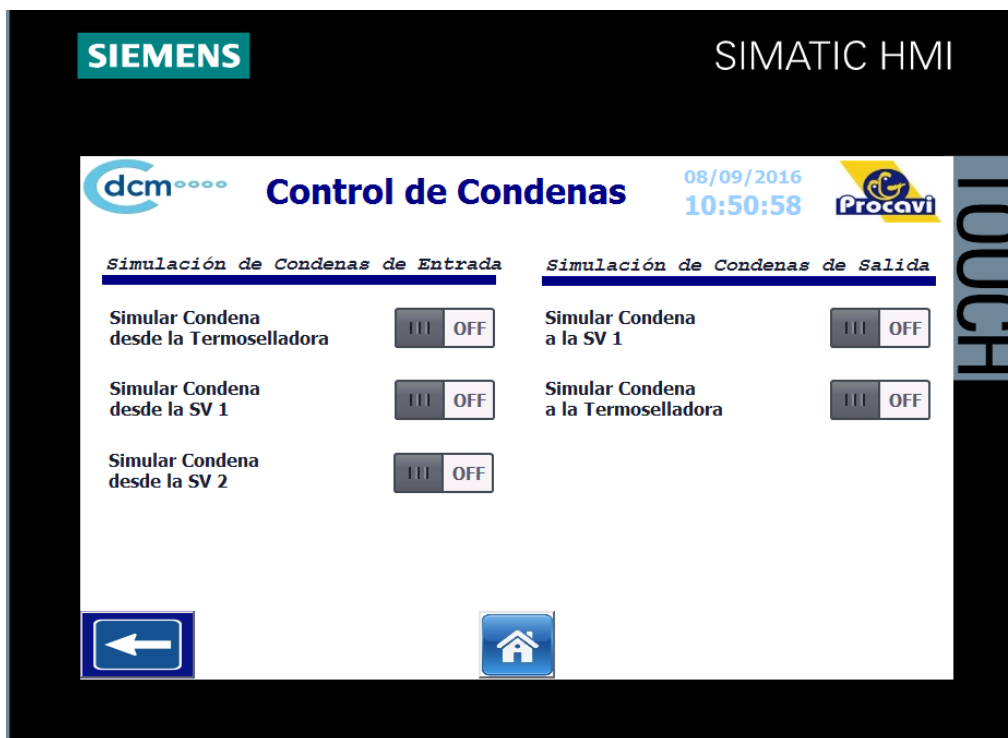 SIEMENS
SIMATIC HMI
TOUCH
dcm
Control de Condenas
08/09/2016
10:50:58
Procavi
Simulación de Condenas de Entrada
Simular Condena
desde la Termoselladora
OFF
Simular Condena
desde la SV 1
OFF
Simular Condena
desde la SV 2
OFF
Simulación de Condenas de Salida
Simular Condena
a la SV 1
OFF
Simular Condena
a la Termoselladora
OFF